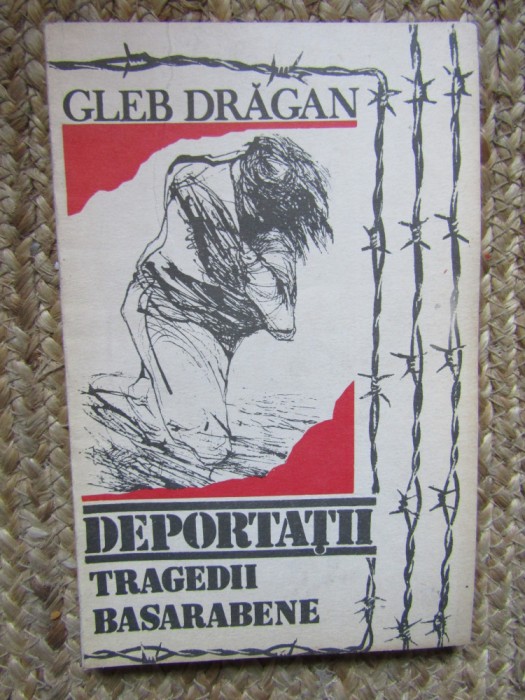 GLEB DRĂGAN
DEPORTAȚII
TRAGEDII
BASARABENE